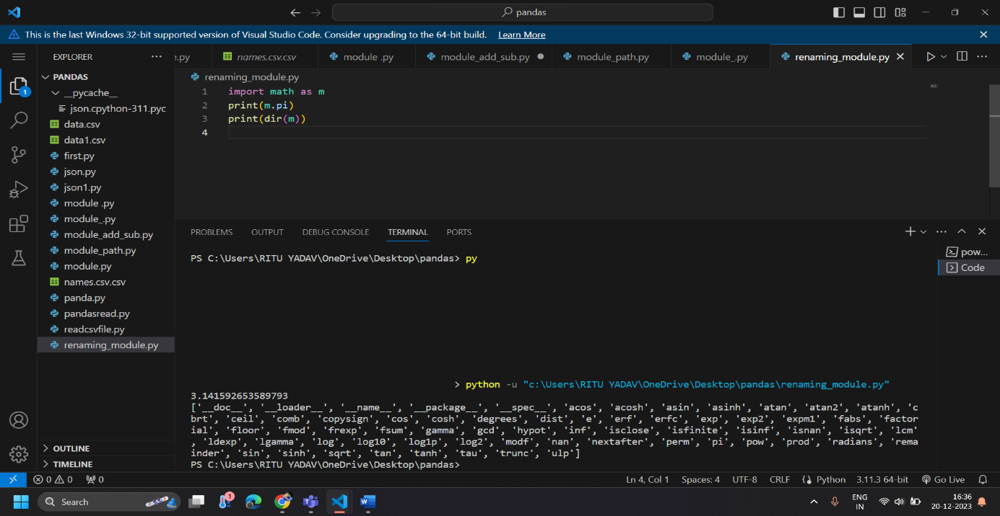 pandas
This is the last Windows 32-bit supported version of Visual Studio Code. Consider upgrading to the 64-bit build. Learn More
EXPLORER
e.py
names.csv.csv
module .py
module_add_sub.py
module_path.py
module_.py
renaming_module.py
PANDAS
__pycache__
json.cpython-311.pyc
data.csv
data1.csv
first.py
json.py
json1.py
module .py
module_.py
module_add_sub.py
module_path.py
module.py
names.csv.csv
panda.py
pandasread.py
readcsvfile.py
renaming_module.py
OUTLINE
TIMELINE
1
renaming_module.py
1 import math as m
2 print(m.pi)
3 print(dir(m))
4
PROBLEMS OUTPUT DEBUG CONSOLE TERMINAL PORTS
pow...
Code
PS C:\Users\RITU YADAV\OneDrive\Desktop\pandas> py
> python -u "c:\Users\RITU YADAV\OneDrive\Desktop\pandas\renaming_module.py"
3.141592653589793
['__doc__', '__loader__', '__name__', '__package__', '__spec__', 'acos', 'acosh', 'asin', 'asinh', 'atan', 'atan2', 'atanh', 'c
brt', 'ceil', 'comb', 'copysign', 'cos', 'cosh', 'degrees', 'dist', 'e', 'erf', 'erfc', 'exp', 'exp2', 'expm1', 'fabs', 'factor
ial', 'floor', 'fmod', 'frexp', 'fsum', 'gamma', 'gcd', 'hypot', 'inf', 'isclose', 'isfinite', 'isinf', 'isnan', 'isqrt', 'lcm'
, 'ldexp', 'lgamma', 'log', 'log10', 'log1p', 'log2', 'modf', 'nan', 'nextafter', 'perm', 'pi', 'pow', 'prod', 'radians', 'rema
inder', 'sin', 'sinh', 'sqrt', 'tan', 'tanh', 'tau', 'trunc', 'ulp']
PS C:\Users\RITU YADAV\OneDrive\Desktop\pandas>
0 0 0 Ln 4, Col 1 Spaces: 4 UTF-8 CRLF Python 3.11.3 64-bit Go Live
Search
1
ENG
IN
16:36
20-12-2023